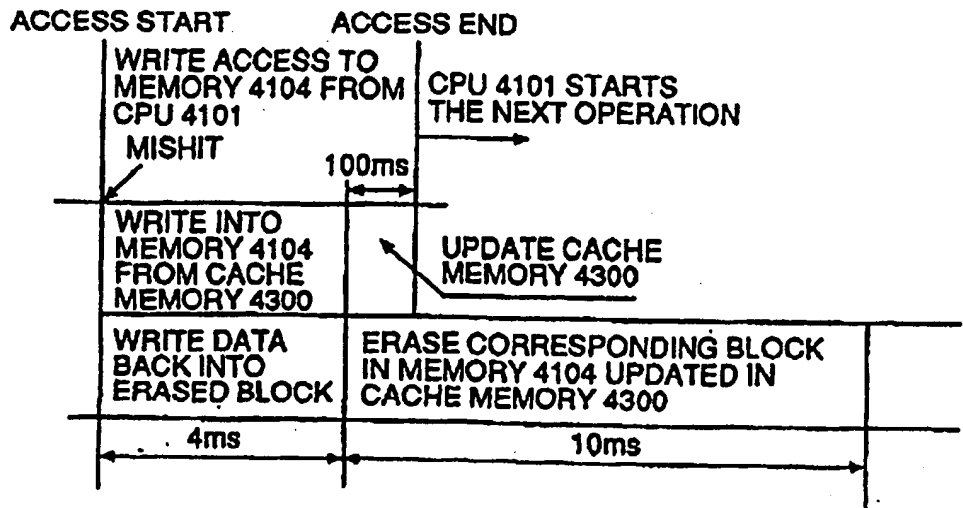 ACCESS START
ACCESS END
WRITE ACCESS TO
MEMORY 4104 FROM
CPU 4101
CPU 4101 STARTS
THE NEXT OPERATION
MISHIT
100ms
WRITE INTO
MEMORY 4104
FROM CACHE
MEMORY 4300
UPDATE CACHE
MEMORY 4300
WRITE DATA
BACK INTO
ERASED BLOCK
ERASE CORRESPONDING BLOCK
IN MEMORY 4104 UPDATED IN
CACHE MEMORY 4300
4ms
10ms